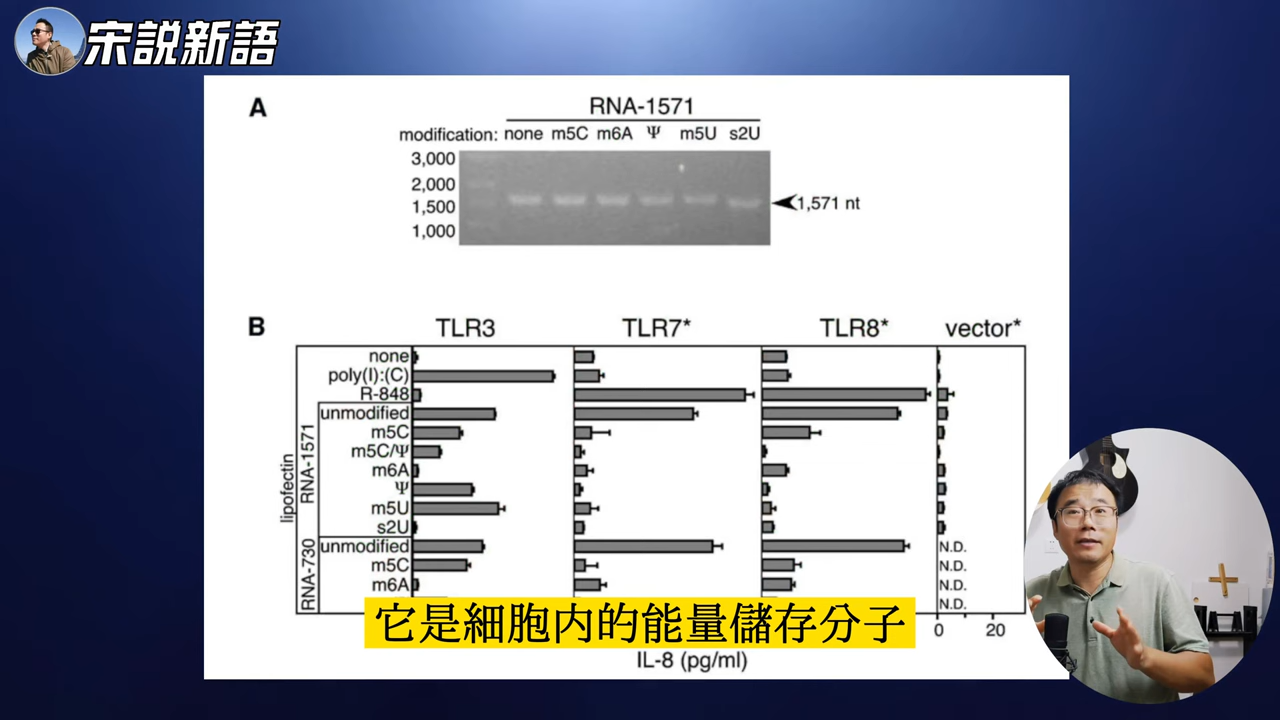 宋説新語
A
RNA-1571
modification: none m5C m6A Ψ m5U s2U
3,000
2,000
1,500
1,000
1,571 nt
B
TLR3 TLR7* TLR8* vector*
none
poly(I):(C)
R-848
lipofectin
RNA-1571
unmodified
m5C
m5C/Ψ
m6A
Ψ
m5U
s2U
RNA-730
unmodified N.D.
m5C N.D.
m6A N.D.
N.D.
它是細胞内的能量儲存分子
0 20
IL-8 (pg/ml)